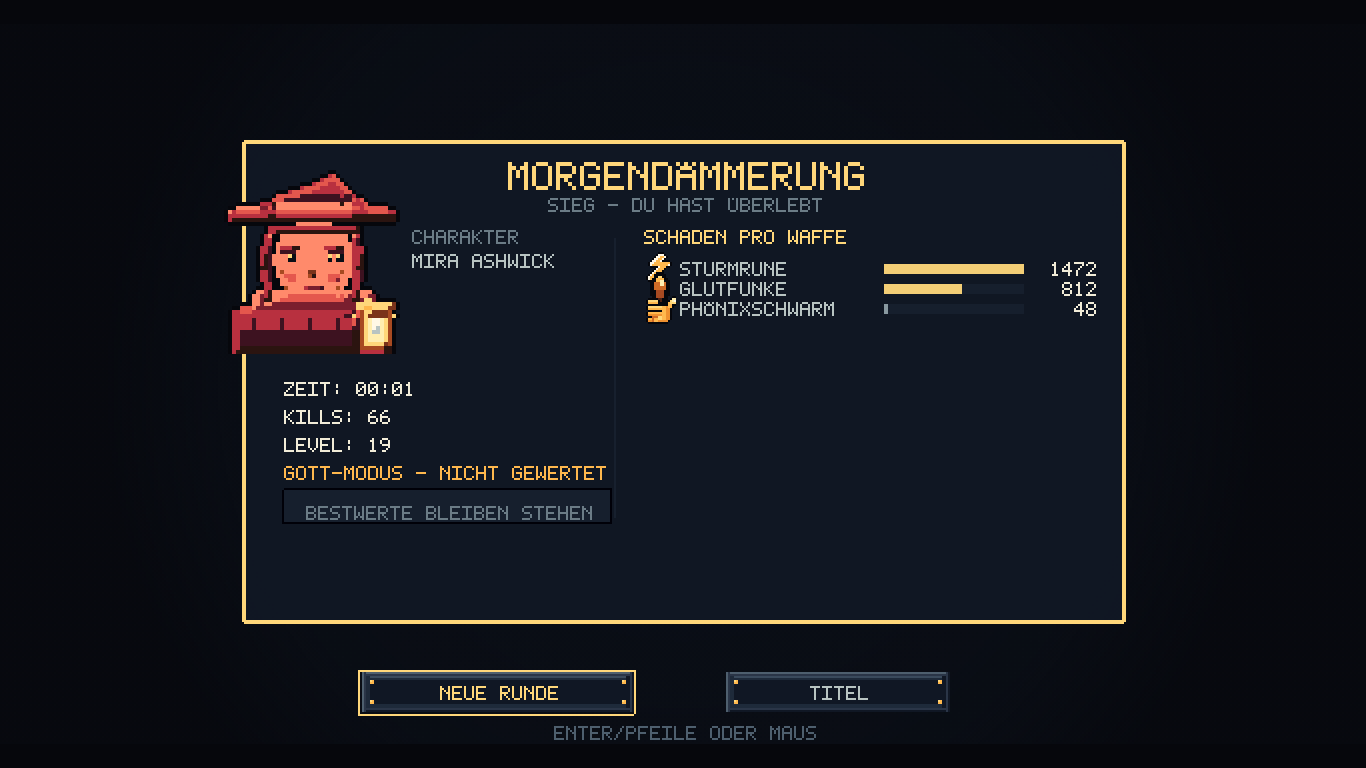 MORGENDÄMMERUNG
SIEG - DU HAST ÜBERLEBT
CHARAKTER
MIRA ASHWICK
SCHADEN PRO WAFFE
STURMRUNE 1472
GLUTFUNKE 812
PHÖNIXSCHWARM 48
ZEIT: 00:01
KILLS: 66
LEVEL: 19
GOTT-MODUS - NICHT GEWERTET
BESTWERTE BLEIBEN STEHEN
NEUE RUNDE
TITEL
ENTER/PFEILE ODER MAUS